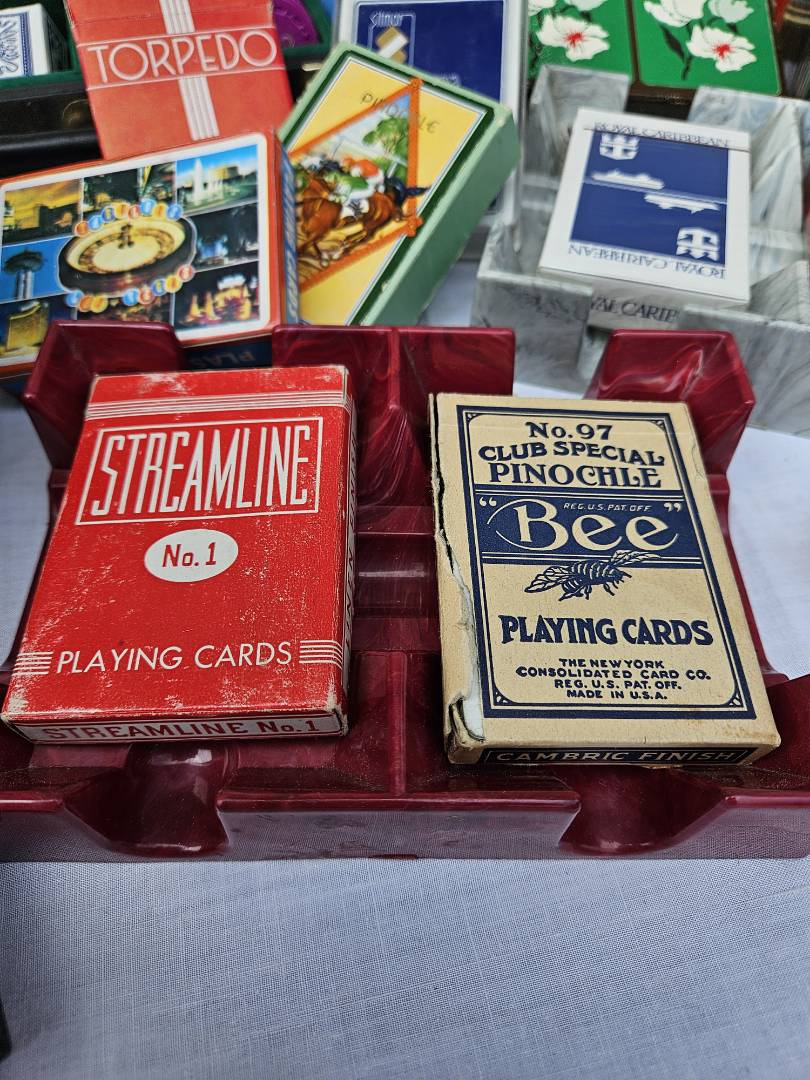 TORPEDO
PINOCHLE
ROYAL CARIBBEAN
ROYAL CARIBBEAN
STREAMLINE
No. 1
PLAYING CARDS
STREAMLINE No. 1
No. 97
CLUB SPECIAL
PINOCHLE
REG. U.S. PAT. OFF.
"Bee"
PLAYING CARDS
THE NEW YORK
CONSOLIDATED CARD CO.
REG. U.S. PAT. OFF.
MADE IN U.S.A.
CAMBRIC FINISH